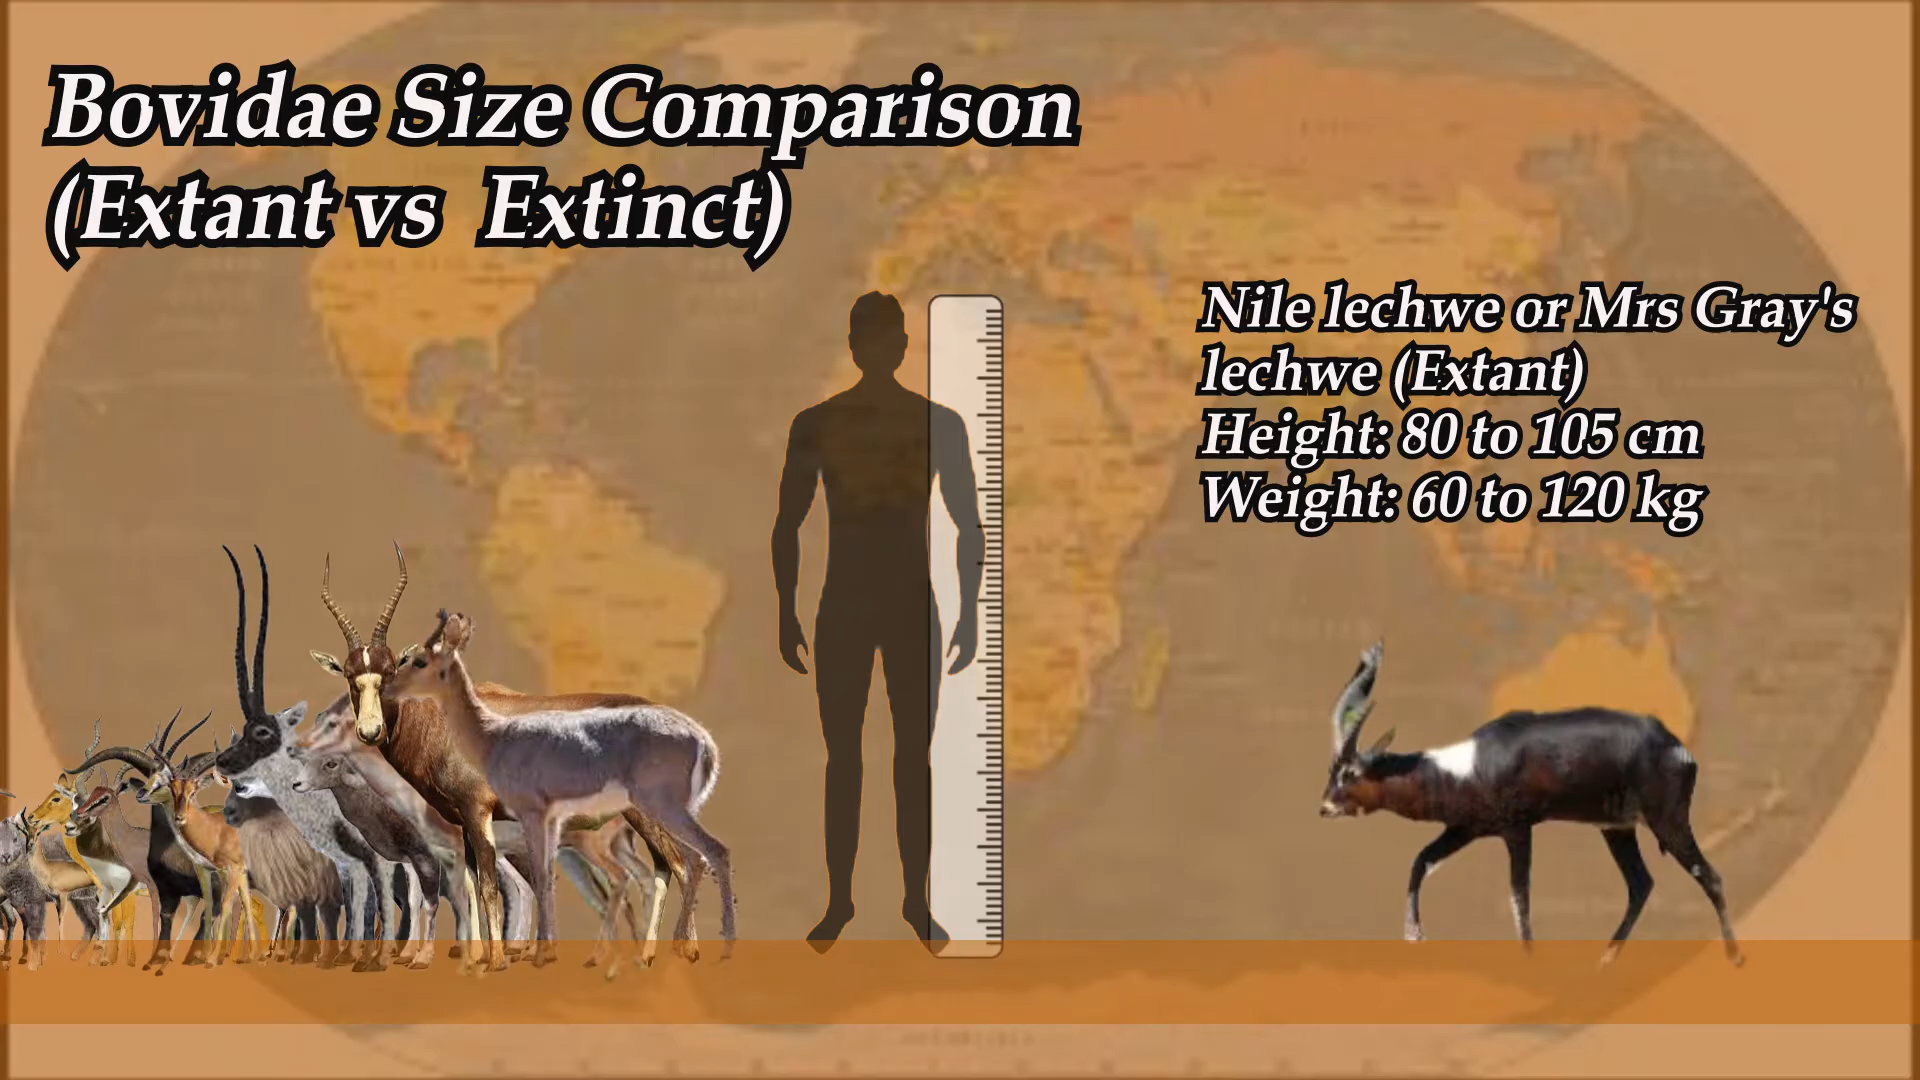 Bovidae Size Comparison
(Extant vs  Extinct)
Nile lechwe or Mrs Gray's
lechwe (Extant)
Height: 80 to 105 cm
Weight: 60 to 120 kg